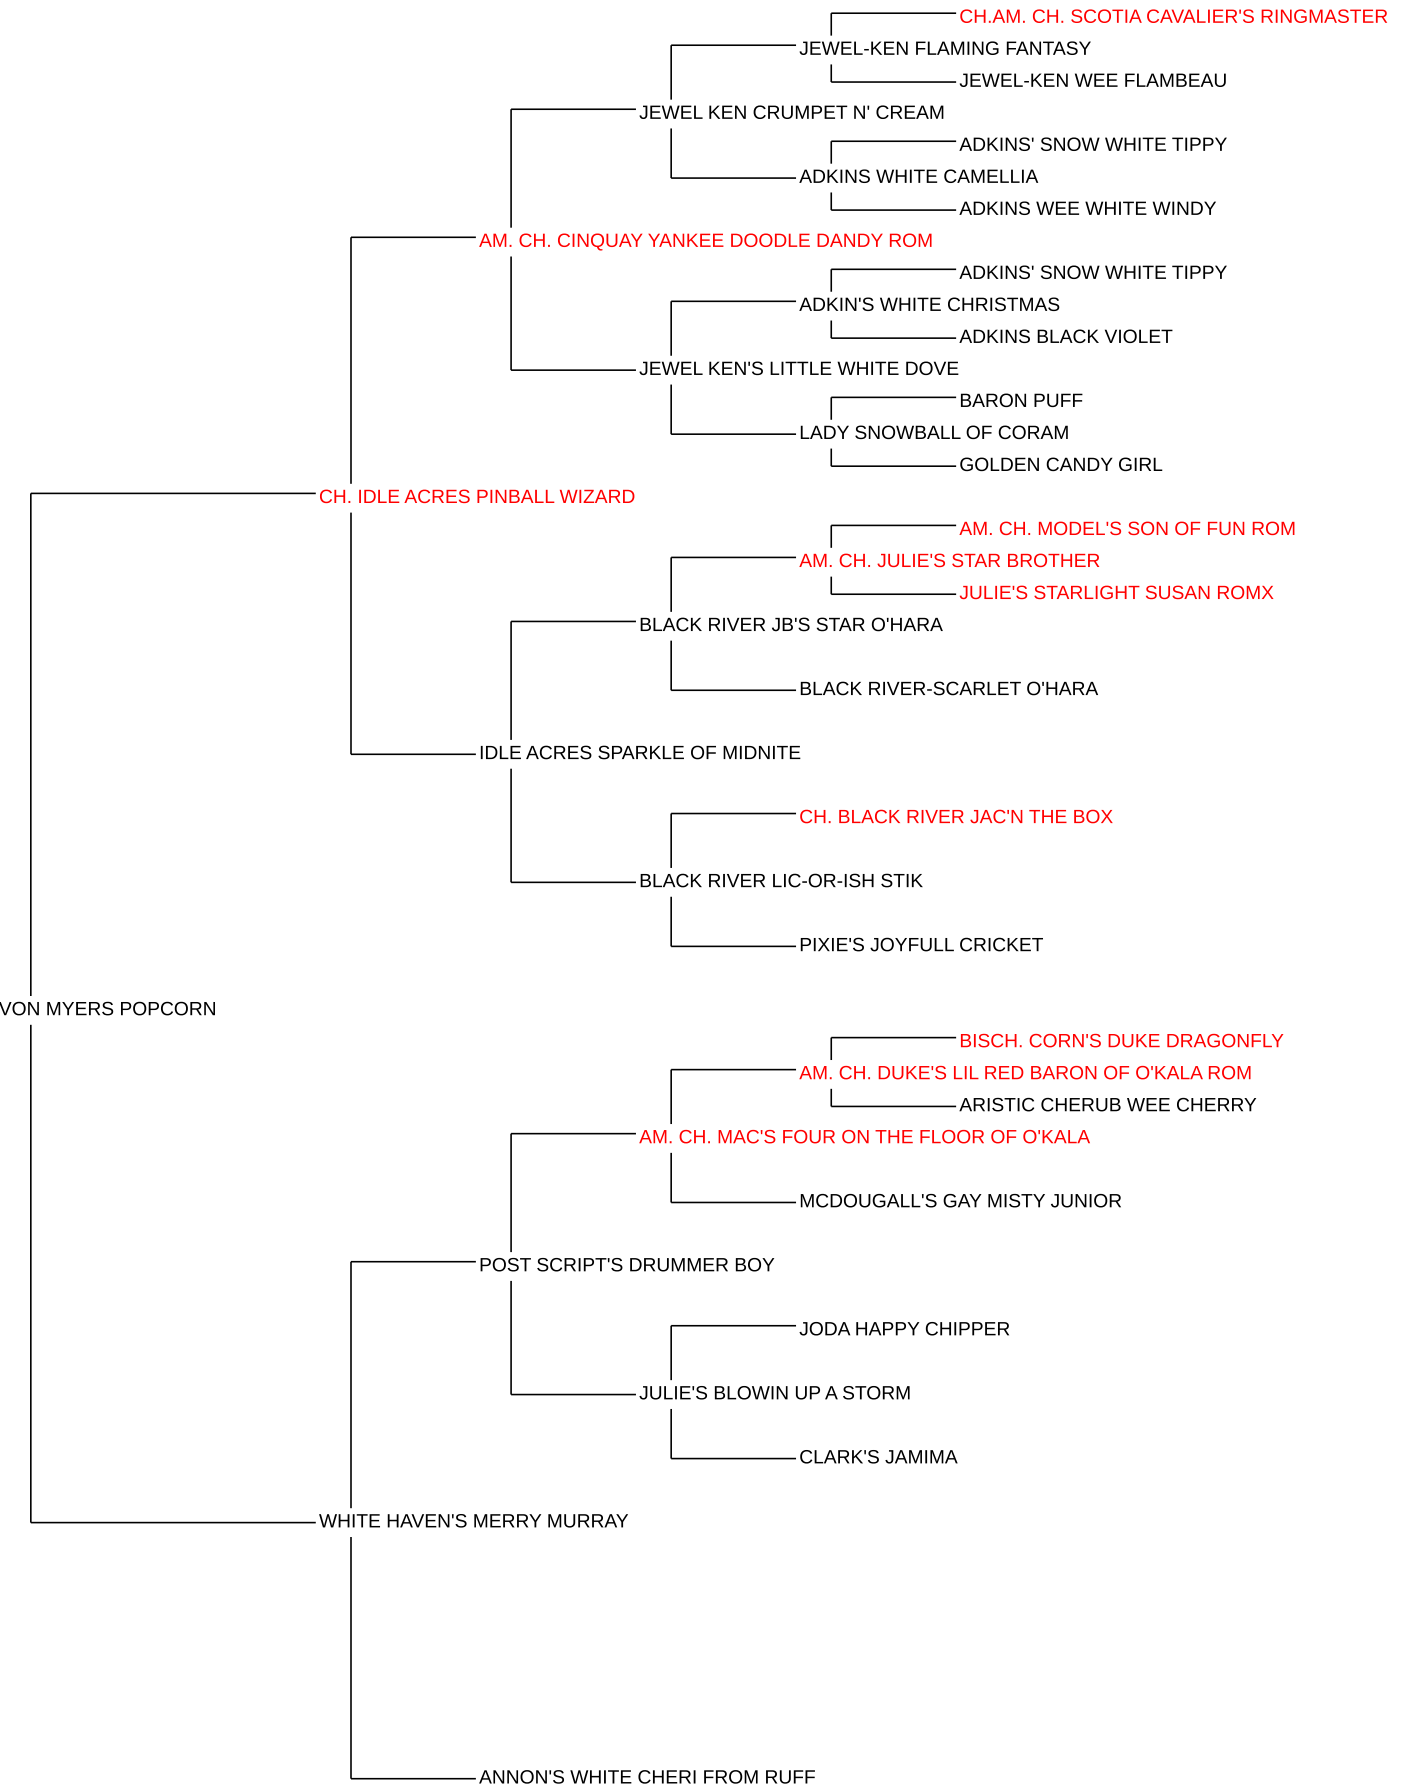 CH.AM. CH. SCOTIA CAVALIER'S RINGMASTER
JEWEL-KEN FLAMING FANTASY
JEWEL-KEN WEE FLAMBEAU
JEWEL KEN CRUMPET N' CREAM
ADKINS' SNOW WHITE TIPPY
ADKINS WHITE CAMELLIA
ADKINS WEE WHITE WINDY
AM. CH. CINQUAY YANKEE DOODLE DANDY ROM
ADKINS' SNOW WHITE TIPPY
ADKIN'S WHITE CHRISTMAS
ADKINS BLACK VIOLET
JEWEL KEN'S LITTLE WHITE DOVE
BARON PUFF
LADY SNOWBALL OF CORAM
GOLDEN CANDY GIRL
CH. IDLE ACRES PINBALL WIZARD
AM. CH. MODEL'S SON OF FUN ROM
AM. CH. JULIE'S STAR BROTHER
JULIE'S STARLIGHT SUSAN ROMX
BLACK RIVER JB'S STAR O'HARA
BLACK RIVER-SCARLET O'HARA
IDLE ACRES SPARKLE OF MIDNITE
CH. BLACK RIVER JAC'N THE BOX
BLACK RIVER LIC-OR-ISH STIK
PIXIE'S JOYFULL CRICKET
VON MYERS POPCORN
BISCH. CORN'S DUKE DRAGONFLY
AM. CH. DUKE'S LIL RED BARON OF O'KALA ROM
ARISTIC CHERUB WEE CHERRY
AM. CH. MAC'S FOUR ON THE FLOOR OF O'KALA
MCDOUGALL'S GAY MISTY JUNIOR
POST SCRIPT'S DRUMMER BOY
JODA HAPPY CHIPPER
JULIE'S BLOWIN UP A STORM
CLARK'S JAMIMA
WHITE HAVEN'S MERRY MURRAY
ANNON'S WHITE CHERI FROM RUFF